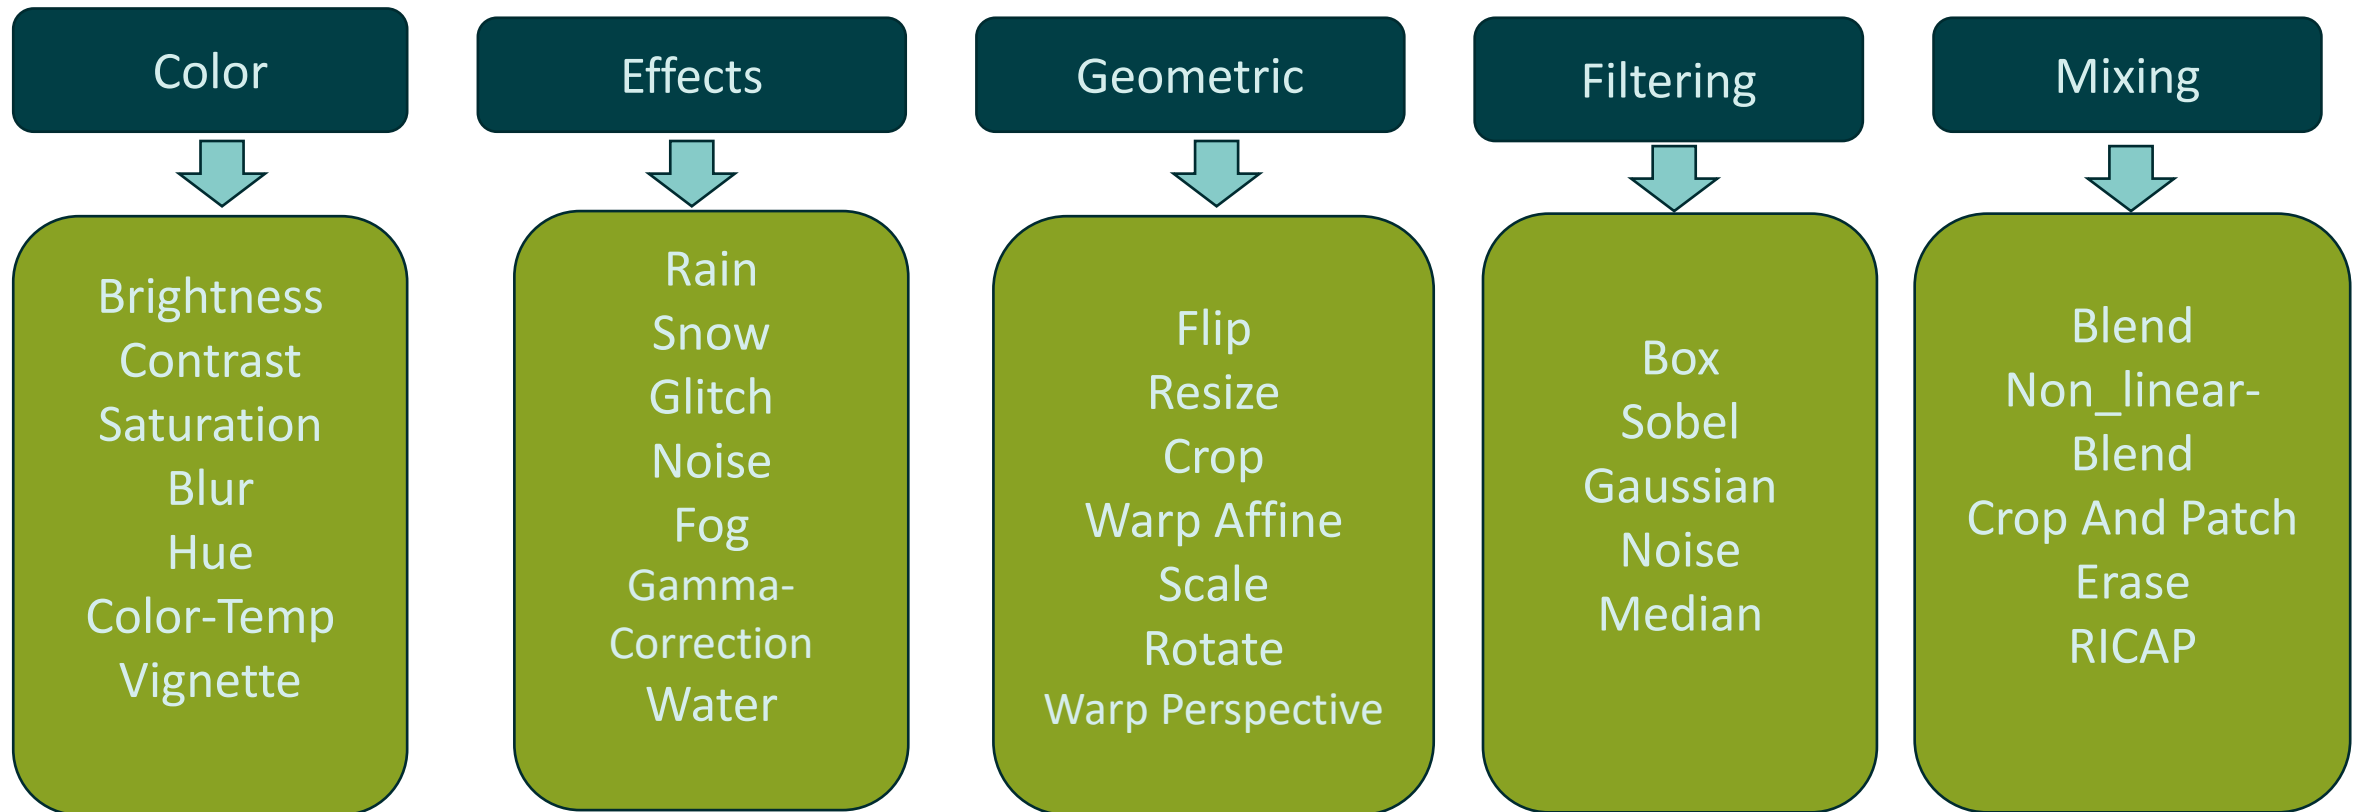 Color
Brightness
Contrast
Saturation
Blur
Hue
Color-Temp
Vignette
Effects
Rain
Snow
Glitch
Noise
Fog
Gamma-
Correction
Water
Geometric
Flip
Resize
Crop
Warp Affine
Scale
Rotate
Warp Perspective
Filtering
Box
Sobel
Gaussian
Noise
Median
Mixing
Blend
Non_linear-
Blend
Crop And Patch
Erase
RICAP